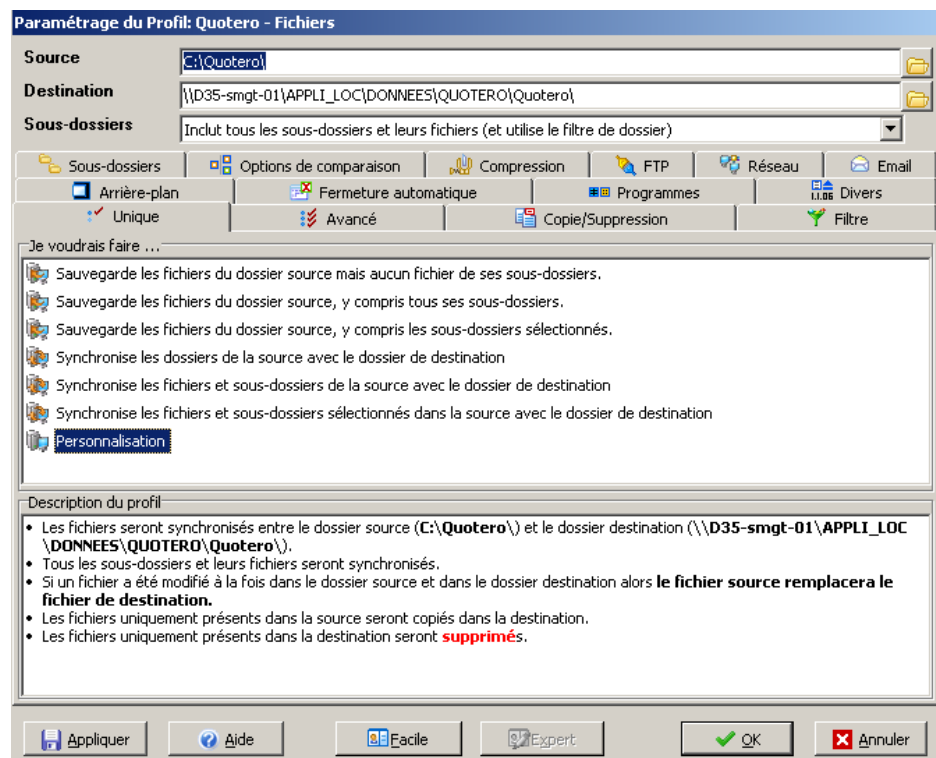 Paramétrage du Profil: Quotero - Fichiers
Source C:\Quotero\
Destination \\D35-smgt-01\APPLI_LOC\DONNEES\QUOTERO\Quotero\
Sous-dossiers Inclut tous les sous-dossiers et leurs fichiers (et utilise le filtre de dossier)
Sous-dossiers Options de comparaison Compression FTP Réseau Email
Arrière-plan Fermeture automatique Programmes Divers
Unique Avancé Copie/Suppression Filtre
Je voudrais faire ...
Sauvegarde les fichiers du dossier source mais aucun fichier de ses sous-dossiers.
Sauvegarde les fichiers du dossier source, y compris tous ses sous-dossiers.
Sauvegarde les fichiers du dossier source, y compris les sous-dossiers sélectionnés.
Synchronise les dossiers de la source avec le dossier de destination
Synchronise les fichiers et sous-dossiers de la source avec le dossier de destination
Synchronise les fichiers et sous-dossiers sélectionnés dans la source avec le dossier de destination
Personnalisation
Description du profil
• Les fichiers seront synchronisés entre le dossier source (C:\Quotero\) et le dossier destination (\\D35-smgt-01\APPLI_LOC
\DONNEES\QUOTERO\Quotero\).
• Tous les sous-dossiers et leurs fichiers seront synchronisés.
• Si un fichier a été modifié à la fois dans le dossier source et dans le dossier destination alors le fichier source remplacera le
fichier de destination.
• Les fichiers uniquement présents dans la source seront copiés dans la destination.
• Les fichiers uniquement présents dans la destination seront supprimés.
Appliquer Aide Facile Expert OK Annuler